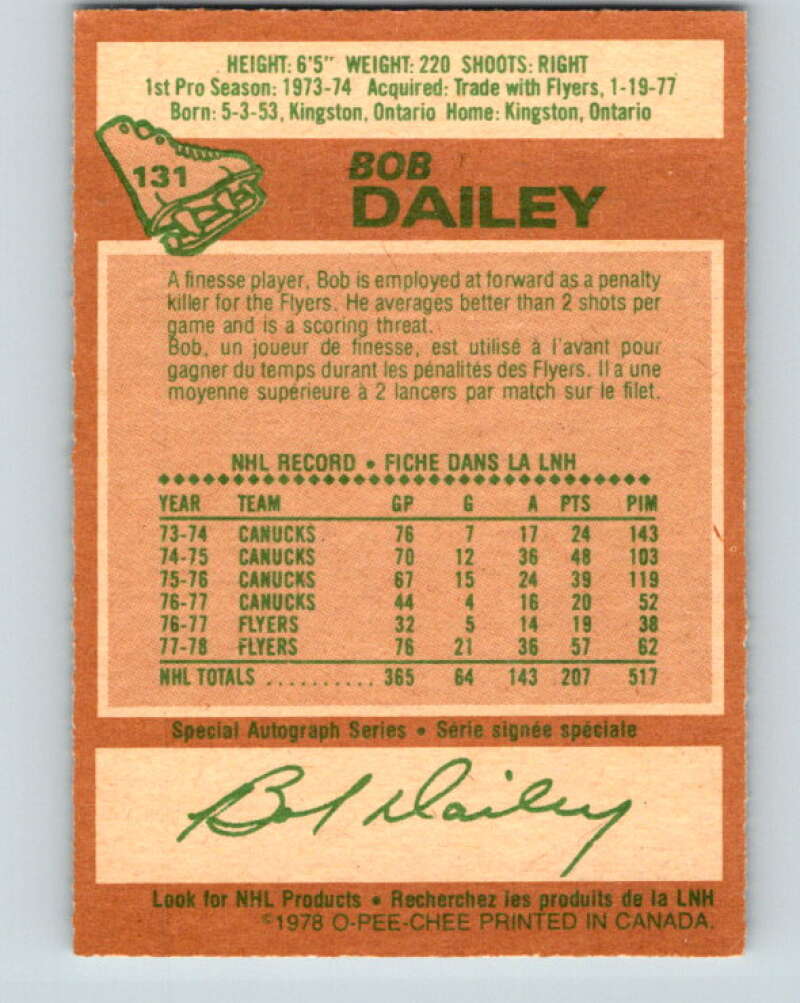 HEIGHT: 6'5" WEIGHT: 220 SHOOTS: RIGHT
1st Pro Season: 1973-74 Acquired: Trade with Flyers, 1-19-77
Born: 5-3-53, Kingston, Ontario Home: Kingston, Ontario
131
BOB
DAILEY
A finesse player, Bob is employed at forward as a penalty
killer for the Flyers. He averages better than 2 shots per
game and is a scoring threat.
Bob, un joueur de finesse, est utilisé à l'avant pour
gagner du temps durant les pénalités des Flyers. Il a une
moyenne supérieure à 2 lancers par match sur le filet.
NHL RECORD • FICHE DANS LA LNH
YEAR TEAM GP G A PTS PIM
73-74 CANUCKS 76 7 17 24 143
74-75 CANUCKS 70 12 36 48 103
75-76 CANUCKS 67 15 24 39 119
76-77 CANUCKS 44 4 16 20 52
76-77 FLYERS 32 5 14 19 38
77-78 FLYERS 76 21 36 57 62
NHL TOTALS .......... 365 64 143 207 517
Special Autograph Series • Série signée spéciale
Bob Dailey
Look for NHL Products • Recherchez les produits de la LNH
©1978 O-PEE-CHEE PRINTED IN CANADA.